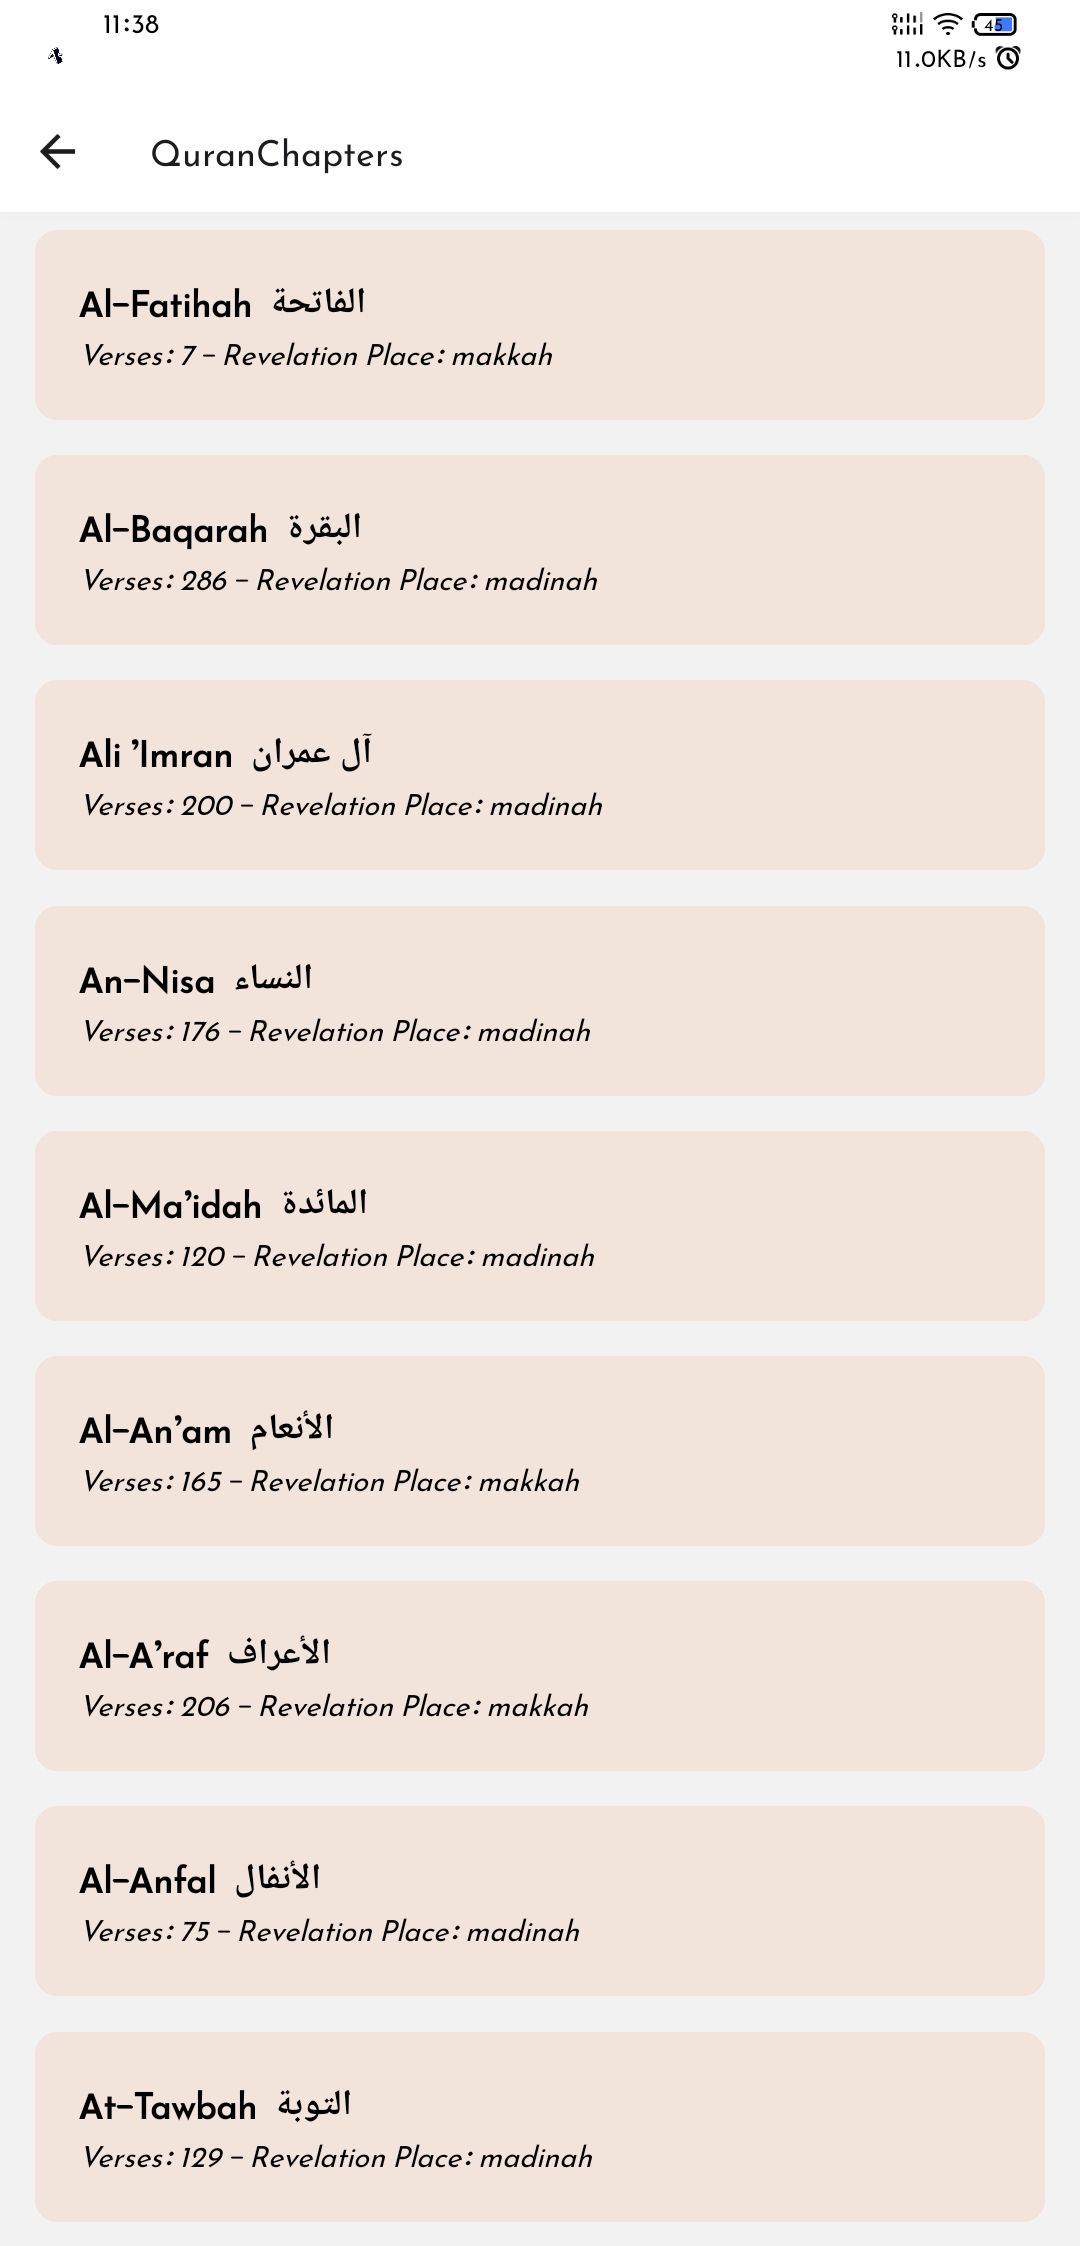 11:38
45
11.0KB/s
QuranChapters
Al-Fatihah الفاتحة
Verses: 7 - Revelation Place: makkah
Al-Baqarah البقرة
Verses: 286 - Revelation Place: madinah
Ali 'Imran آل عمران
Verses: 200 - Revelation Place: madinah
An-Nisa النساء
Verses: 176 - Revelation Place: madinah
Al-Ma'idah المائدة
Verses: 120 - Revelation Place: madinah
Al-An'am الأنعام
Verses: 165 - Revelation Place: makkah
Al-A'raf الأعراف
Verses: 206 - Revelation Place: makkah
Al-Anfal الأنفال
Verses: 75 - Revelation Place: madinah
At-Tawbah التوبة
Verses: 129 - Revelation Place: madinah